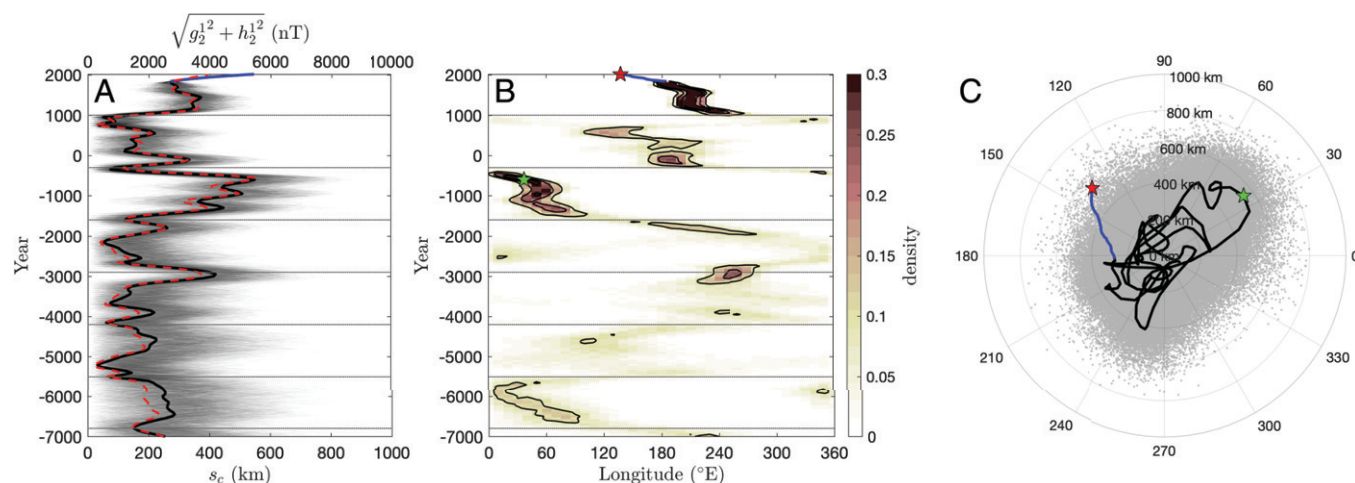 √g₂¹² + h₂¹² (nT)
0 2000 4000 6000 8000 10000
A
2000
1000
0
-1000
-2000
-3000
-4000
-5000
-6000
-7000
Year
0 200 400 600 800 1000
s_c (km)
B
2000
1000
0
-1000
-2000
-3000
-4000
-5000
-6000
-7000
Year
0 60 120 180 240 300 360
Longitude (°E)
0.3
0.25
0.2
0.15
0.1
0.05
0
density
C
90
120 60
150 30
180 0
210 330
240 300
270
1000 km
800 km
600 km
400 km
200 km
0 km